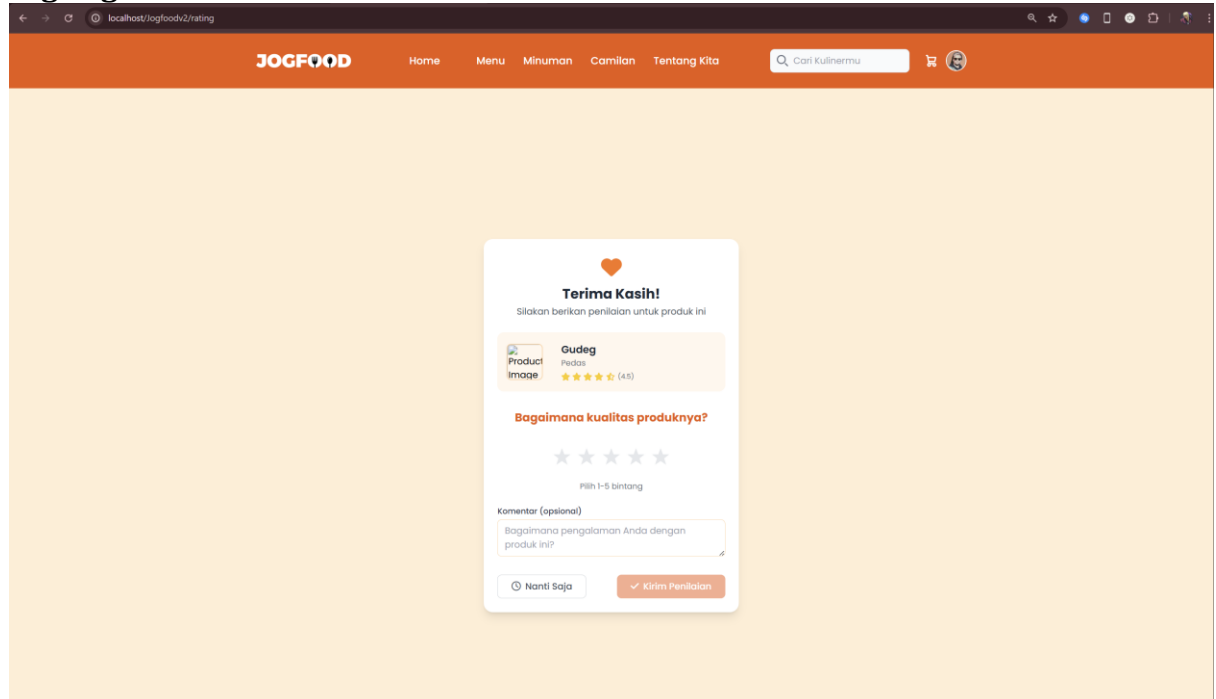 localhost/Jogfoodv2/rating
JOGFOOD
Home Menu Minuman Camilan Tentang Kita
Cari Kulinermu
Terima Kasih!
Silakan berikan penilaian untuk produk ini
Product
Image
Gudeg
Pedas
(4.5)
Bagaimana kualitas produknya?
Pilih 1-5 bintang
Komentar (opsional)
Bagaimana pengalaman Anda dengan
produk ini?
Nanti Saja
Kirim Penilaian